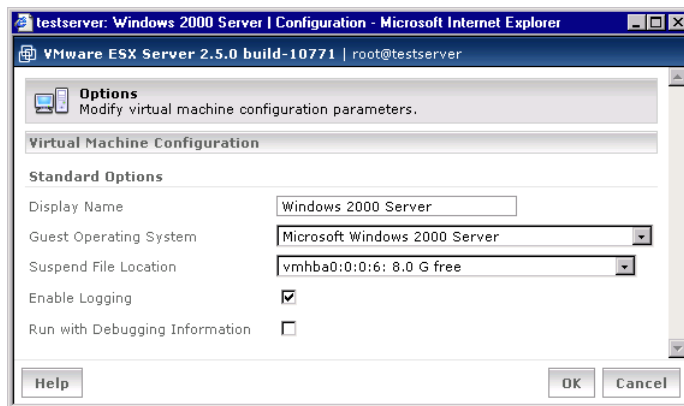 testserver: Windows 2000 Server | Configuration - Microsoft Internet Explorer
VMware ESX Server 2.5.0 build-10771 | root@testserver
Options
Modify virtual machine configuration parameters.
Virtual Machine Configuration
Standard Options
Display Name Windows 2000 Server
Guest Operating System Microsoft Windows 2000 Server
Suspend File Location vmhba0:0:0:6: 8.0 G free
Enable Logging
Run with Debugging Information
Help OK Cancel